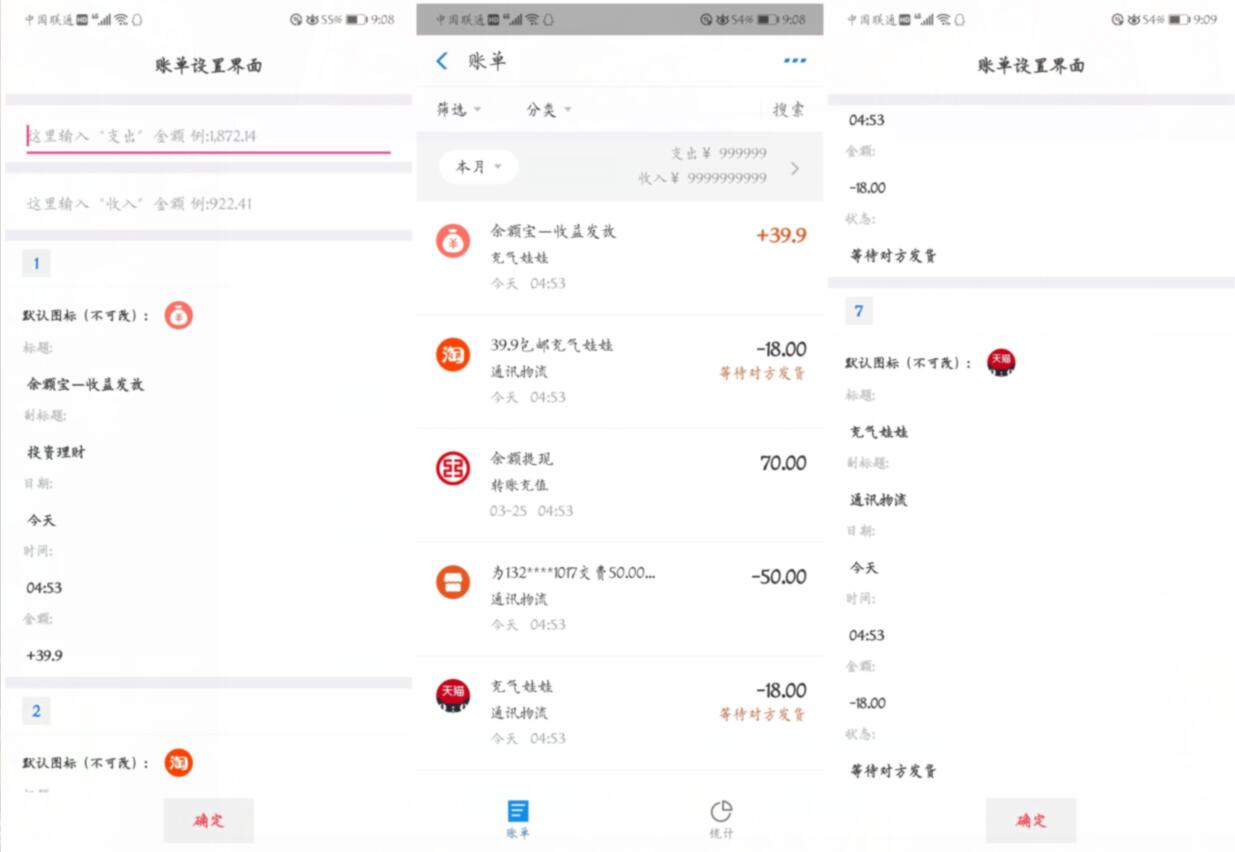 中国联通 HD 46 55% 9:08
账单设置界面
这里输入“支出”金额 例:1,872.14
这里输入“收入”金额 例:922.41
1
默认图标（不可改）：
标题:
余额宝—收益发放
副标题:
投资理财
日期:
今天
时间:
04:53
金额:
+39.9
2
默认图标（不可改）： 淘
确定
中国联通 HD 46 54% 9:08
账单
筛选 分类 搜索
本月
支出¥ 999999
收入¥ 9999999999
余额宝—收益发放 +39.9
充气娃娃
今天 04:53
淘 39.9包邮充气娃娃 -18.00
通讯物流 等待对方发货
今天 04:53
余额提现 70.00
转账充值
03-25 04:53
为132****1017交费50.00... -50.00
通讯物流
今天 04:53
天猫 充气娃娃 -18.00
通讯物流 等待对方发货
今天 04:53
账单 统计
中国联通 HD 46 54% 9:09
账单设置界面
04:53
金额:
-18.00
状态:
等待对方发货
7
默认图标（不可改）： 天猫
标题:
充气娃娃
副标题:
通讯物流
日期:
今天
时间:
04:53
金额:
-18.00
状态:
等待对方发货
确定